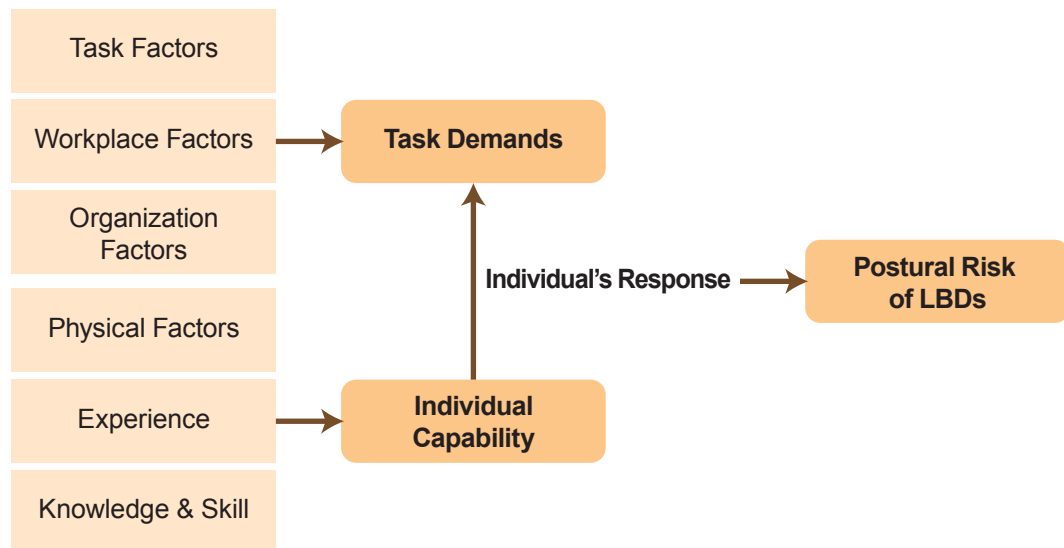 Task Factors
Workplace Factors
Task Demands
Organization
Factors
Individual's Response
Postural Risk
of LBDs
Physical Factors
Experience
Individual
Capability
Knowledge & Skill